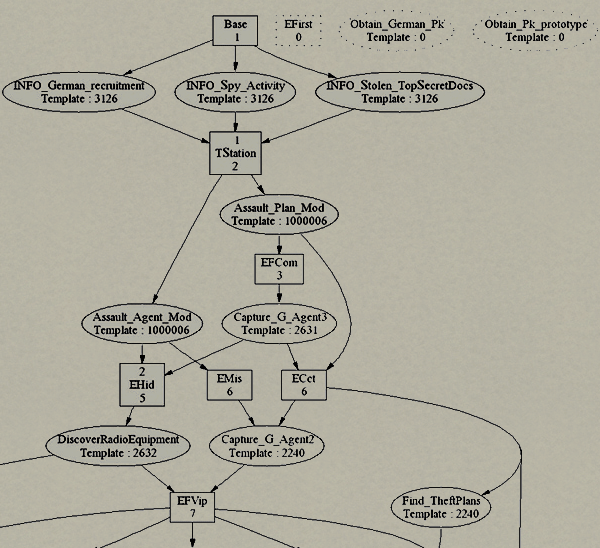 Base
1
EFirst
0
Obtain_German_Pk
Template : 0
Obtain_Pk_prototype
Template : 0
INFO_German_recruitment
Template : 3126
INFO_Spy_Activity
Template : 3126
INFO_Stolen_TopSecretDocs
Template : 3126
1
TStation
2
Assault_Plan_Mod
Template : 1000006
EFCom
3
Assault_Agent_Mod
Template : 1000006
Capture_G_Agent3
Template : 2631
2
EHid
5
EMis
6
ECct
6
DiscoverRadioEquipment
Template : 2632
Capture_G_Agent2
Template : 2240
EFVip
7
Find_TheftPlans
Template : 2240